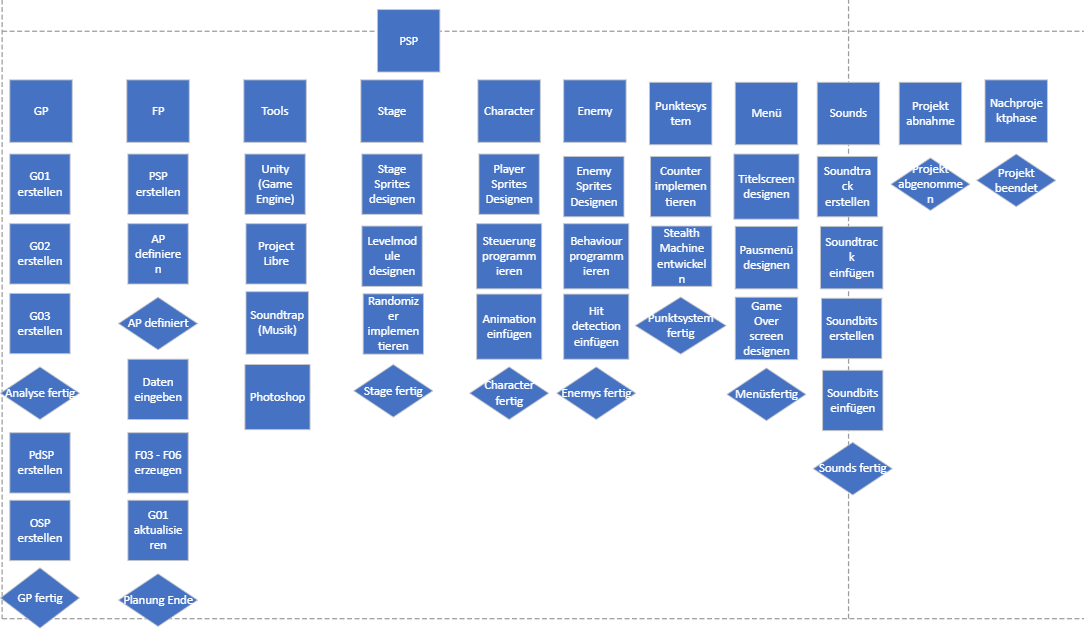 PSP
GP
G01
erstellen
G02
erstellen
G03
erstellen
Analyse fertig
PdSP
erstellen
OSP
erstellen
GP fertig
FP
PSP
erstellen
AP
definiere
n
AP definiert
Daten
eingeben
F03 - F06
erzeugen
G01
aktualisie
ren
Planung Ende
Tools
Unity
(Game
Engine)
Project
Libre
Soundtrap
(Musik)
Photoshop
Stage
Stage
Sprites
designen
Levelmod
ule
designen
Randomiz
er
implemen
tieren
Stage fertig
Character
Player
Sprites
Designen
Steuerung
programm
ieren
Animation
einfügen
Character
fertig
Enemy
Enemy
Sprites
Designen
Behaviour
programm
ieren
Hit
detection
einfügen
Enemys fertig
Punktesys
tem
Counter
implemen
tieren
Stealth
Machine
entwickel
n
Punktsystem
fertig
Menü
Titelscreen
designen
Pausmenü
designen
Game
Over
screen
designen
Menüsfertig
Sounds
Soundtra
ck
erstellen
Soundtrac
k
einfügen
Soundbits
erstellen
Soundbits
einfügen
Sounds fertig
Projekt
abnahme
Projekt
abgenomme
n
Nachproje
ktphase
Projekt
beendet